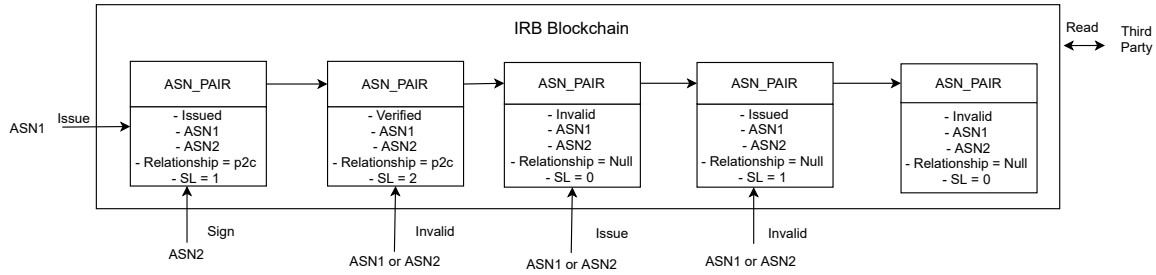 IRB Blockchain
Read
Third
Party
ASN1
Issue
ASN_PAIR
- Issued
- ASN1
- ASN2
- Relationship = p2c
- SL = 1
ASN_PAIR
- Verified
- ASN1
- ASN2
- Relationship = p2c
- SL = 2
ASN_PAIR
- Invalid
- ASN1
- ASN2
- Relationship = Null
- SL = 0
ASN_PAIR
- Issued
- ASN1
- ASN2
- Relationship = Null
- SL = 1
ASN_PAIR
- Invalid
- ASN1
- ASN2
- Relationship = Null
- SL = 0
Sign
ASN2
Invalid
ASN1 or ASN2
Issue
ASN1 or ASN2
Invalid
ASN1 or ASN2